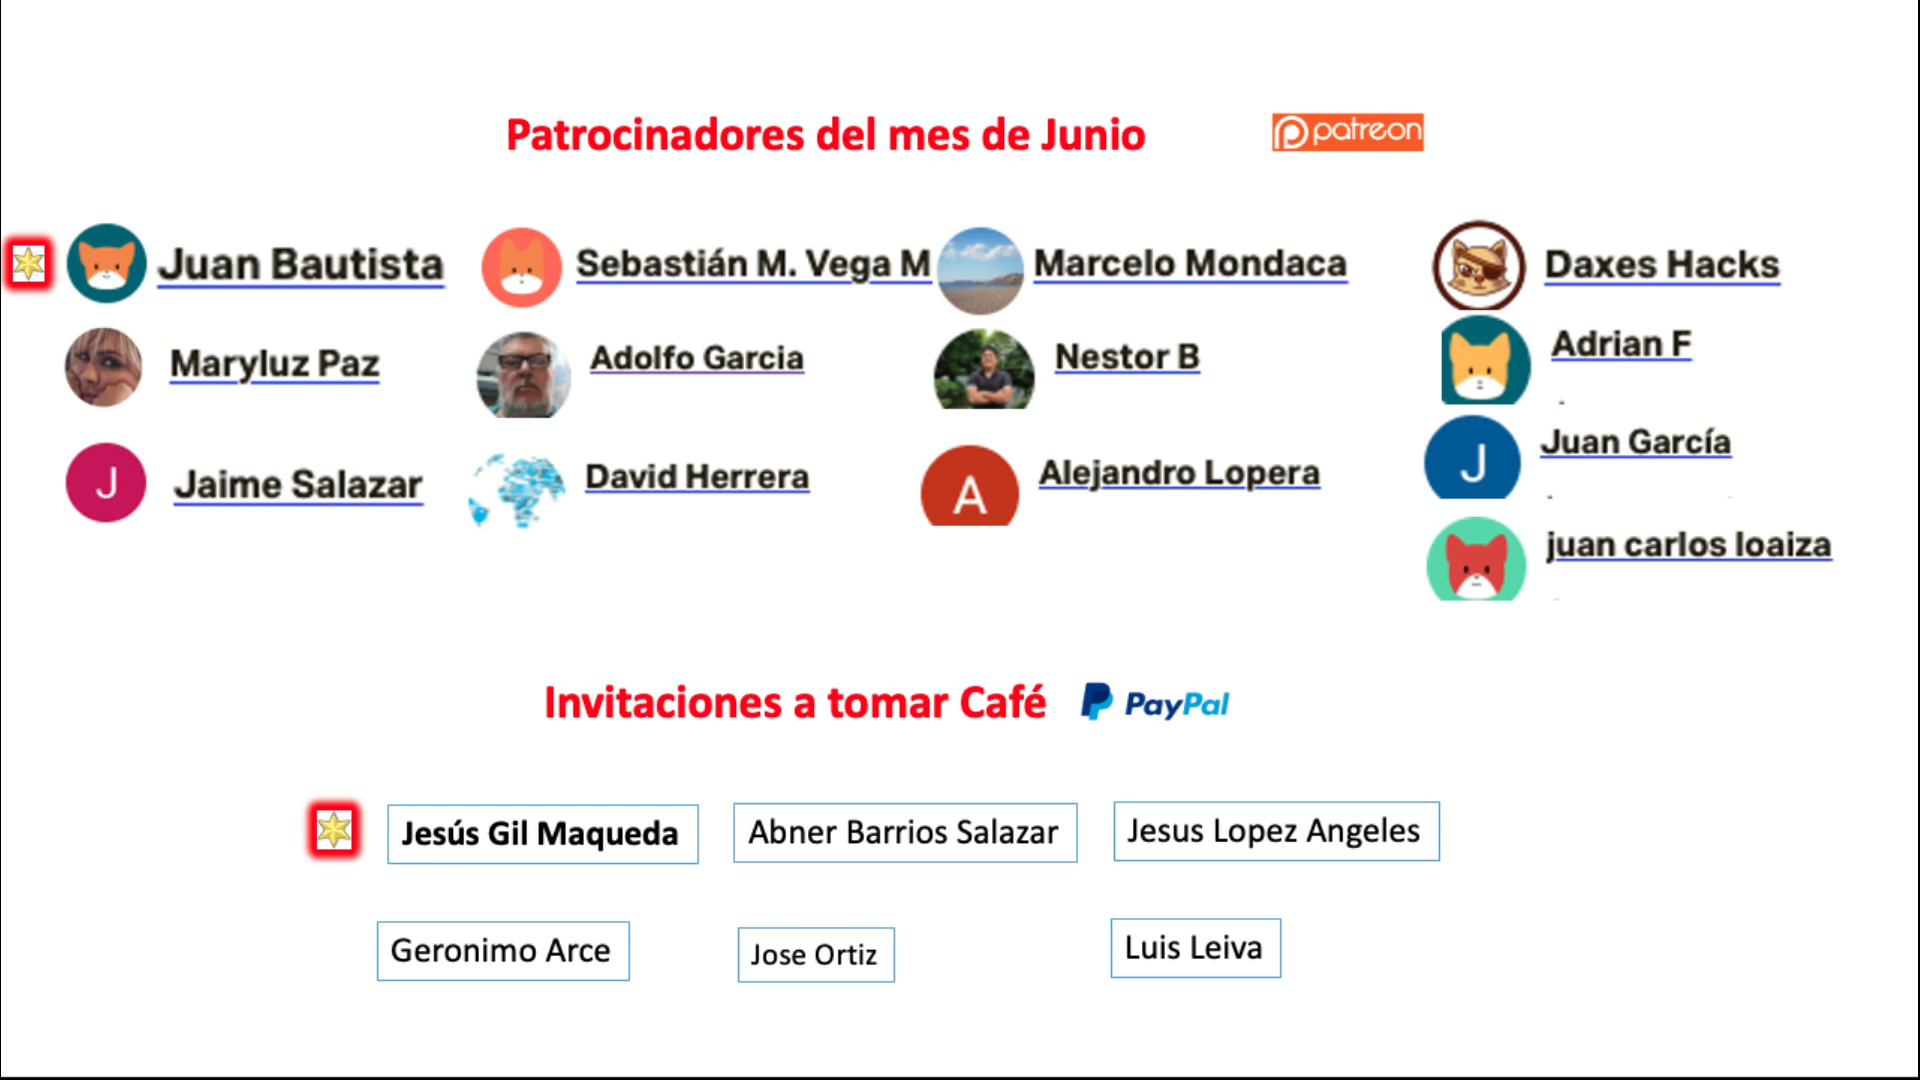 Patrocinadores del mes de Junio patreon
Juan Bautista Sebastián M. Vega M Marcelo Mondaca Daxes Hacks
Maryluz Paz Adolfo Garcia Nestor B Adrian F
Juan García
J Jaime Salazar David Herrera A Alejandro Lopera J
juan carlos loaiza
Invitaciones a tomar Café PayPal
Jesús Gil Maqueda Abner Barrios Salazar Jesus Lopez Angeles
Geronimo Arce Jose Ortiz Luis Leiva